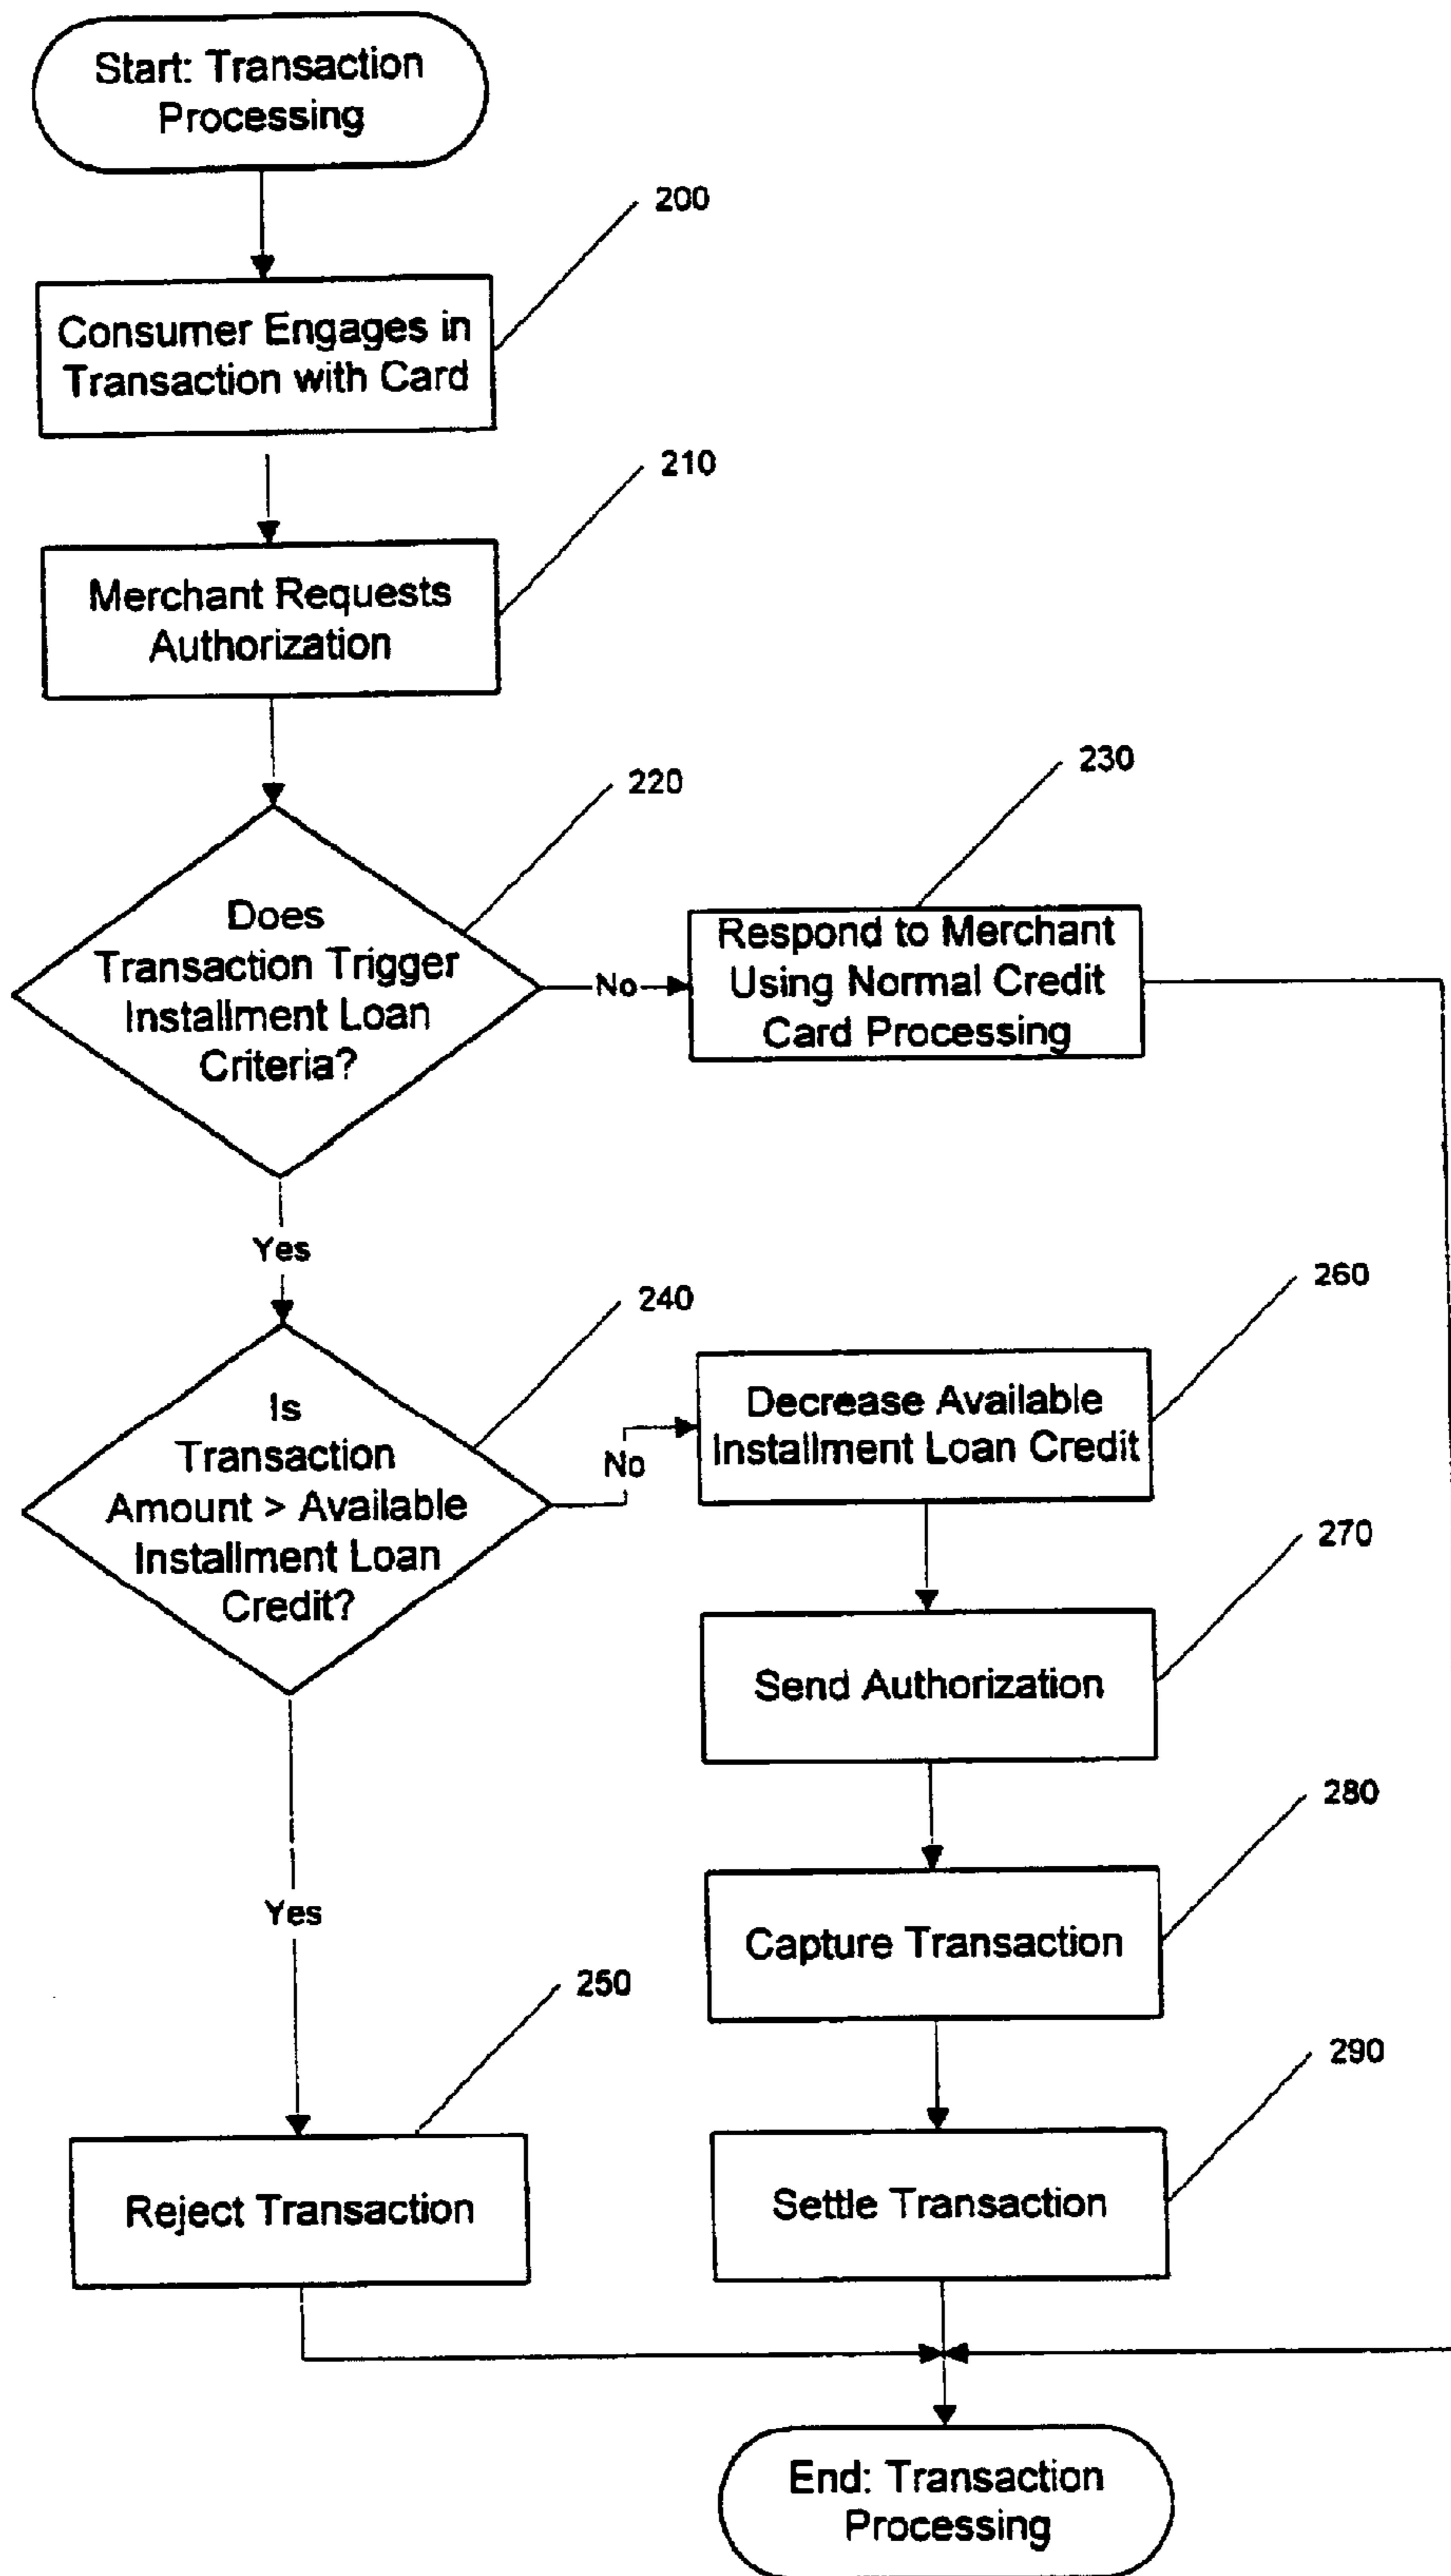 Start: Transaction
Processing
200
Consumer Engages in
Transaction with Card
210
Merchant Requests
Authorization
220
Does
Transaction Trigger
Installment Loan
Criteria?
No
230
Respond to Merchant
Using Normal Credit
Card Processing
Yes
240
Is
Transaction
Amount > Available
Installment Loan
Credit?
No
260
Decrease Available
Installment Loan Credit
270
Send Authorization
280
Capture Transaction
Yes
250
Reject Transaction
290
Settle Transaction
End: Transaction
Processing